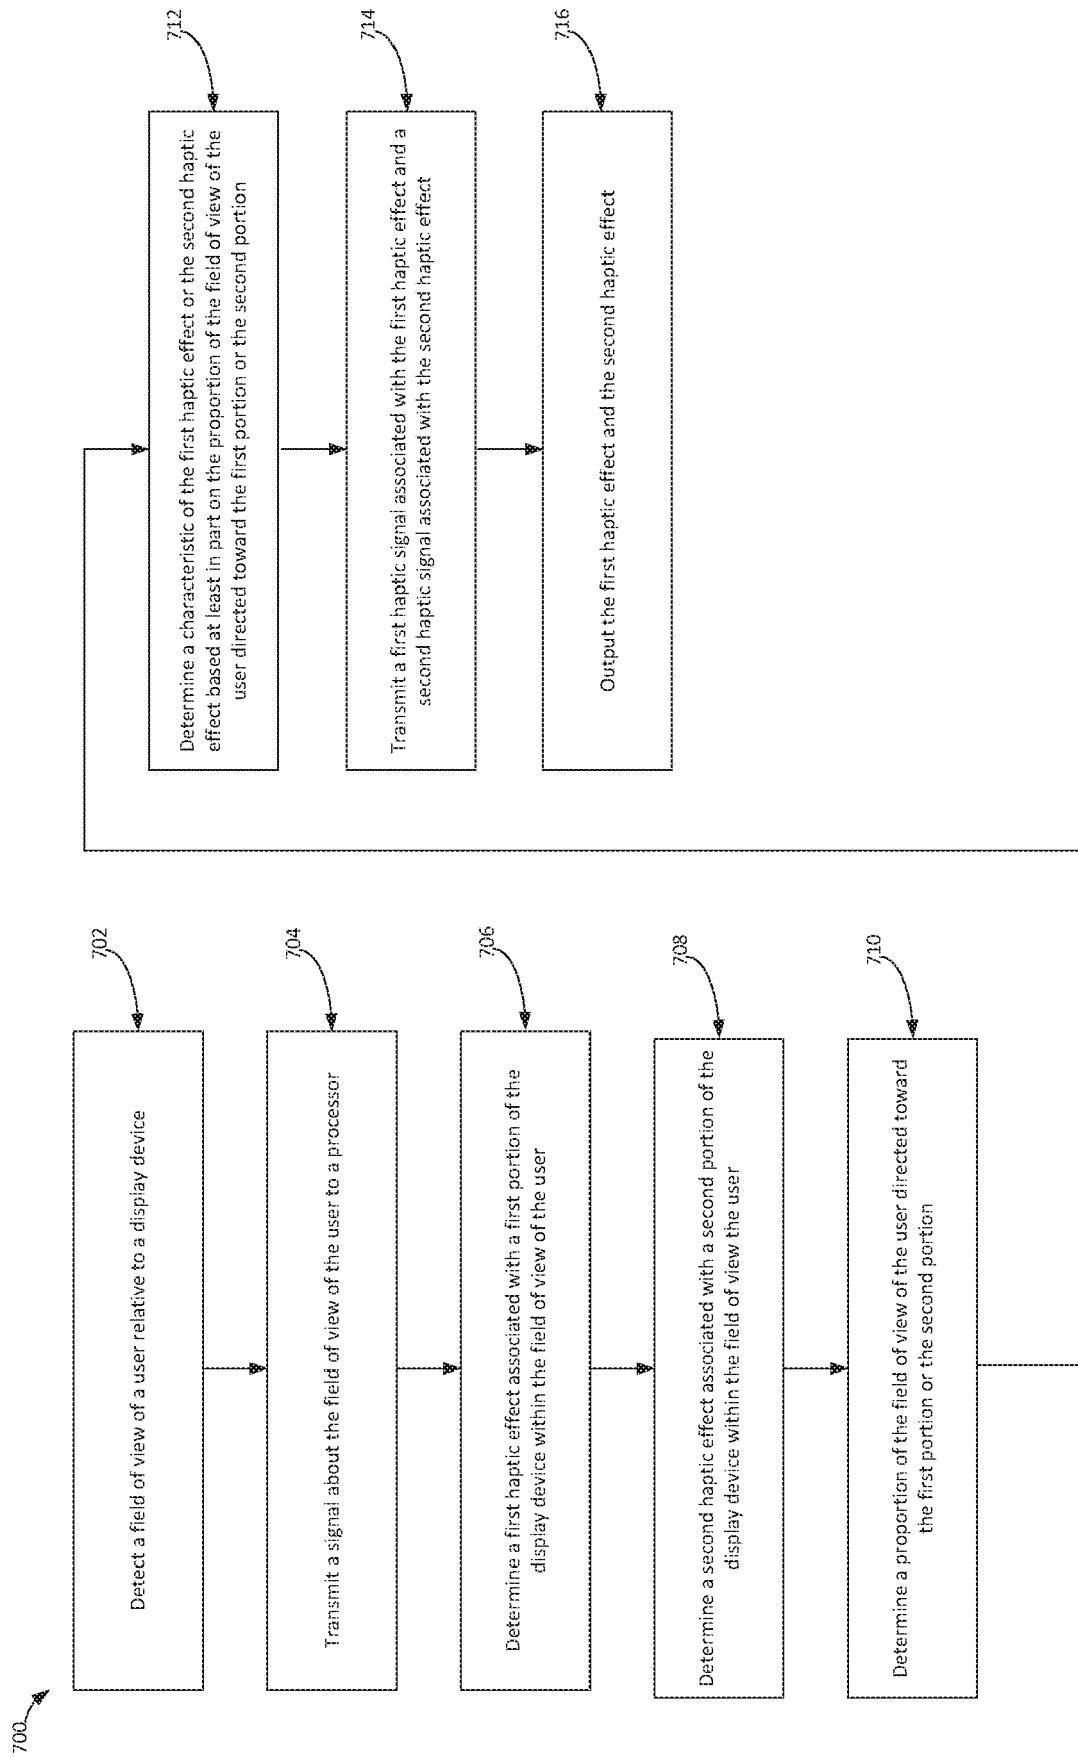 700
702
Detect a field of view of a user relative to a display device
704
Transmit a signal about the field of view of the user to a processor
706
Determine a first haptic effect associated with a first portion of the
display device within the field of view of the user
708
Determine a second haptic effect associated with a second portion of the
display device within the field of view the user
710
Determine a proportion of the field of view of the user directed toward
the first portion or the second portion
712
Determine a characteristic of the first haptic effect or the second haptic
effect based at least in part on the proportion of the field of view of the
user directed toward the first portion or the second portion
714
Transmit a first haptic signal associated with the first haptic effect and a
second haptic signal associated with the second haptic effect
716
Output the first haptic effect and the second haptic effect